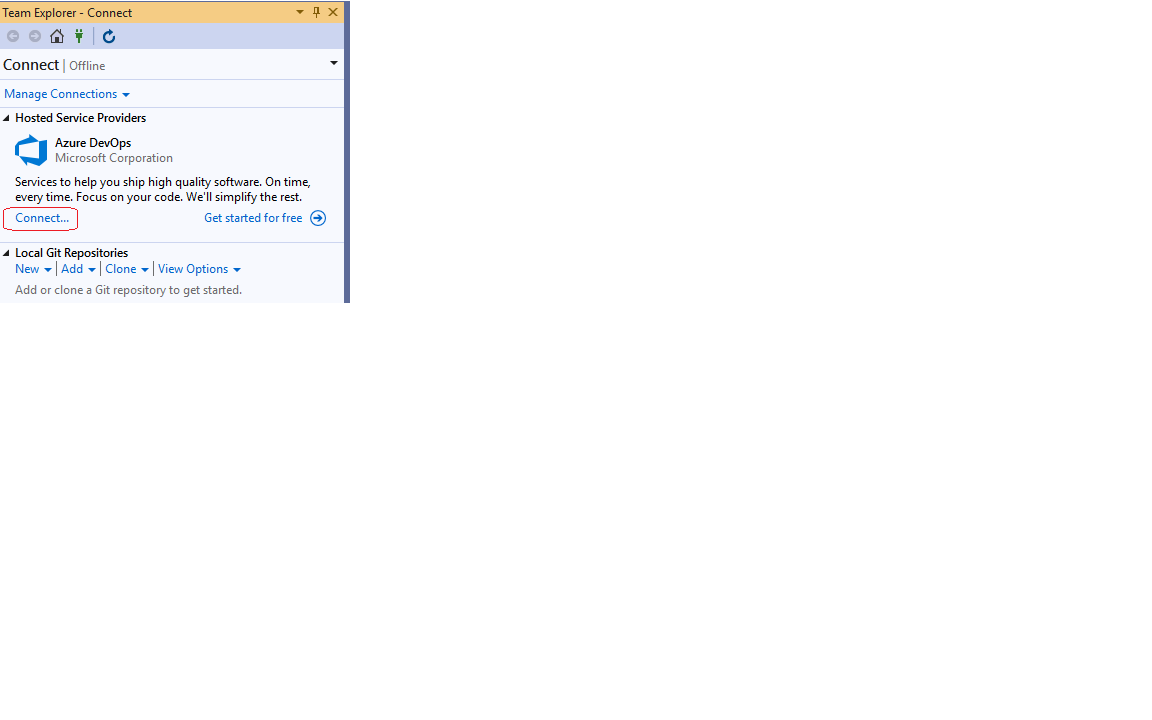 Team Explorer - Connect
Connect | Offline
Manage Connections
Hosted Service Providers
Azure DevOps
Microsoft Corporation
Services to help you ship high quality software. On time,
every time. Focus on your code. We'll simplify the rest.
Connect... Get started for free
Local Git Repositories
New | Add | Clone | View Options
Add or clone a Git repository to get started.